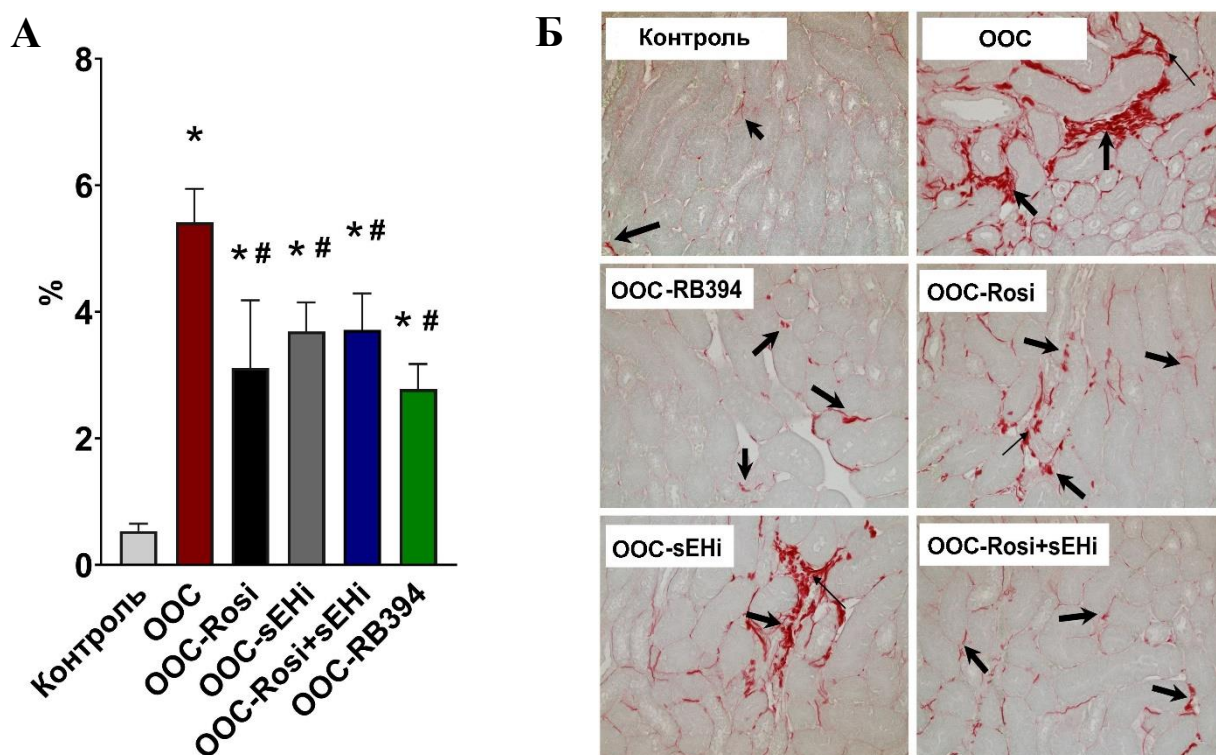 А
8
6
4
2
0
%
*
* #
* #
* #
* #
Контроль
ООС
ООС-Rosi
ООС-sEHi
ООС-Rosi+sEHi
ООС-RB394
Б
Контроль
ООС
ООС-RB394
ООС-Rosi
ООС-sEHi
ООС-Rosi+sEHi